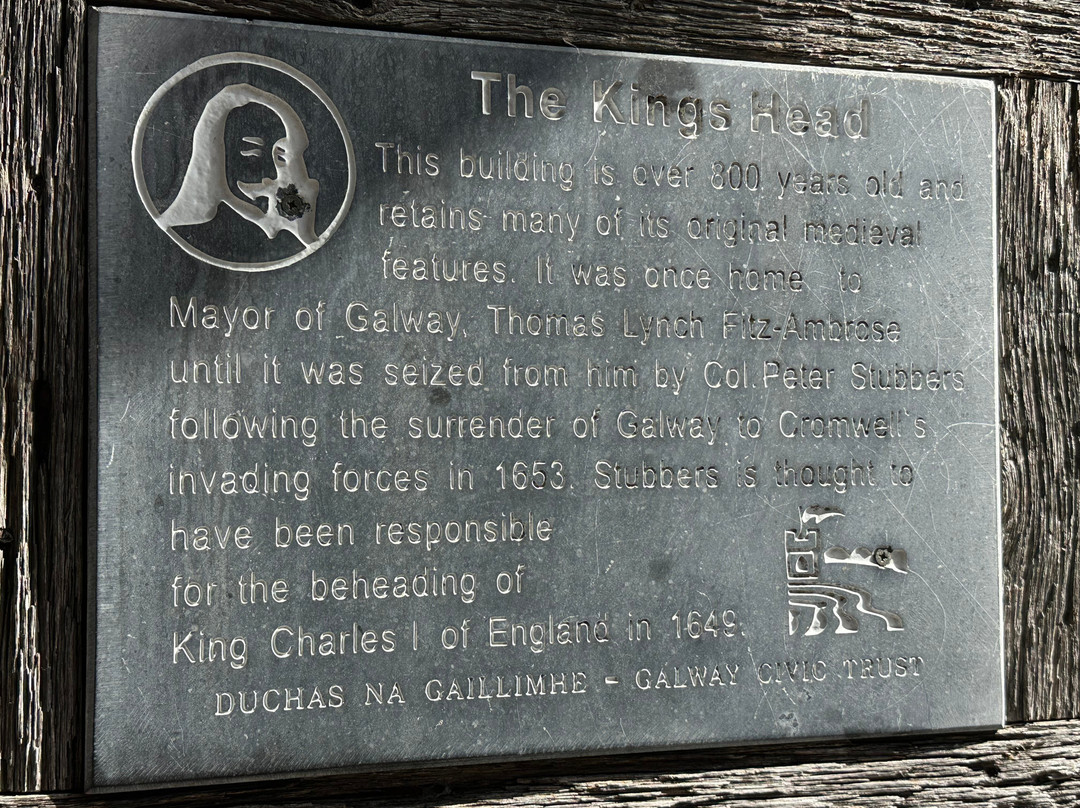 The Kings Head
This building is over 800 years old and
retains many of its original medieval
features. It was once home to
Mayor of Galway, Thomas Lynch Fitz-Ambrose
until it was seized from him by Col.Peter Stubbers
following the surrender of Galway to Cromwell`s
invading forces in 1653. Stubbers is thought to
have been responsible
for the beheading of
King Charles I of England in 1649.
DUCHAS NA GAILLIMHE - GALWAY CIVIC TRUST